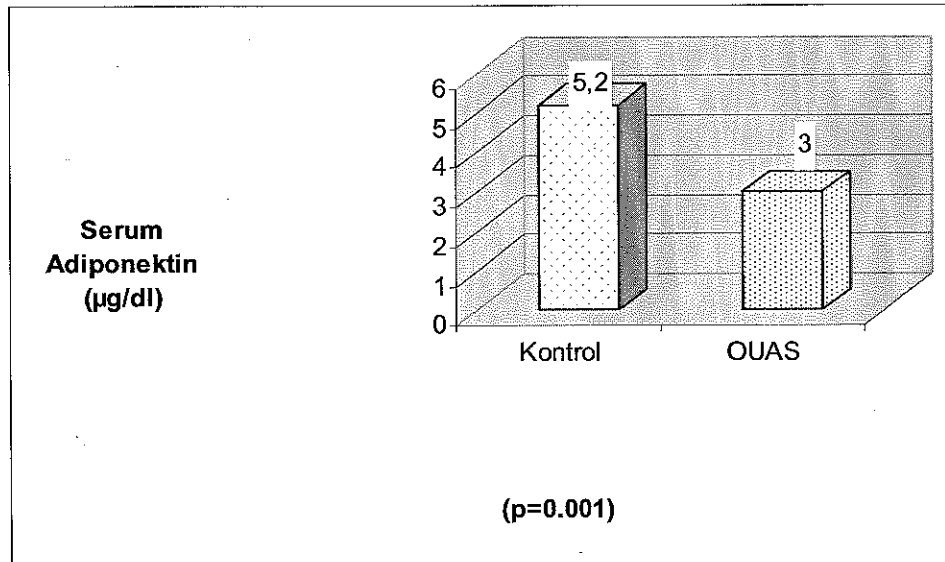 6
5,2
5
4
3
3
Serum
Adiponektin
(µg/dl)
2
1
0
Kontrol OUAS
(p=0.001)